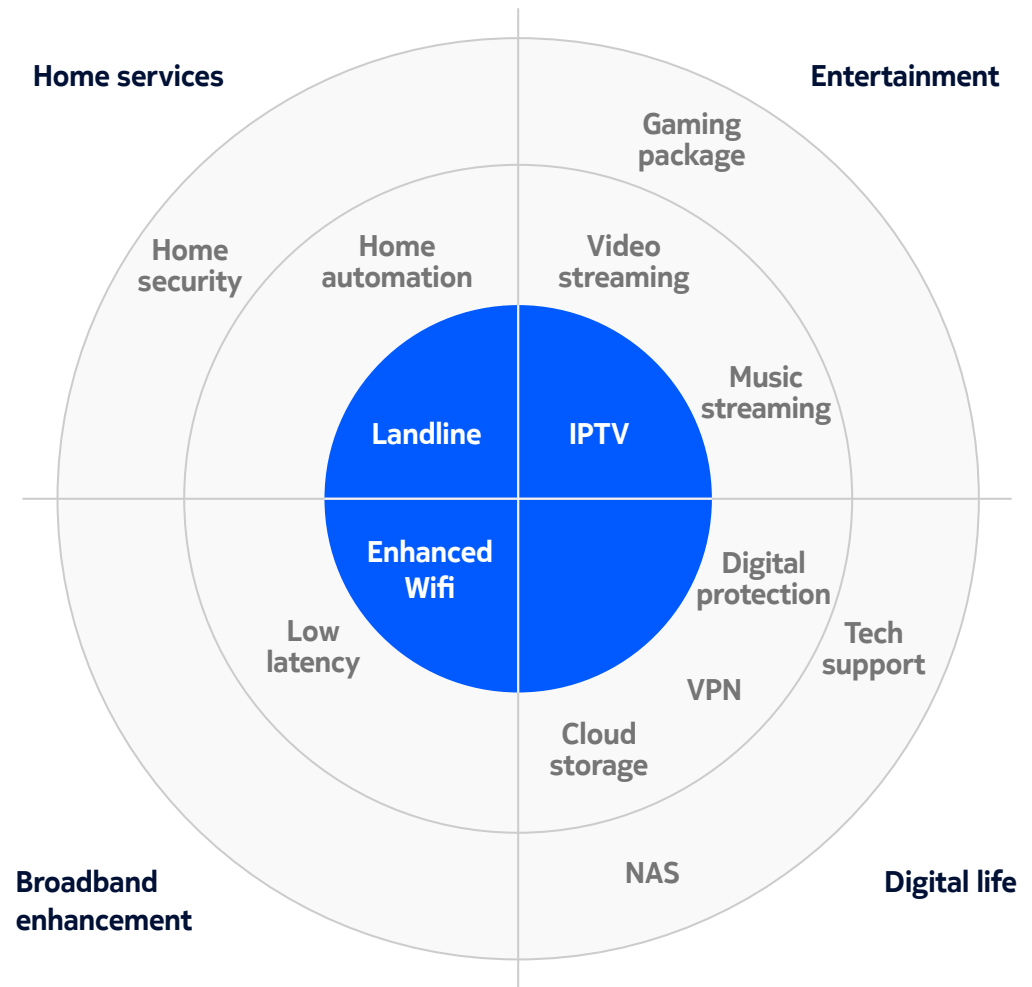 Home services
Entertainment
Gaming
package
Home
security
Home
automation
Video
streaming
Music
streaming
Landline
IPTV
Enhanced
Wifi
Low
latency
Digital
protection
Tech
support
VPN
Cloud
storage
NAS
Broadband
enhancement
Digital life